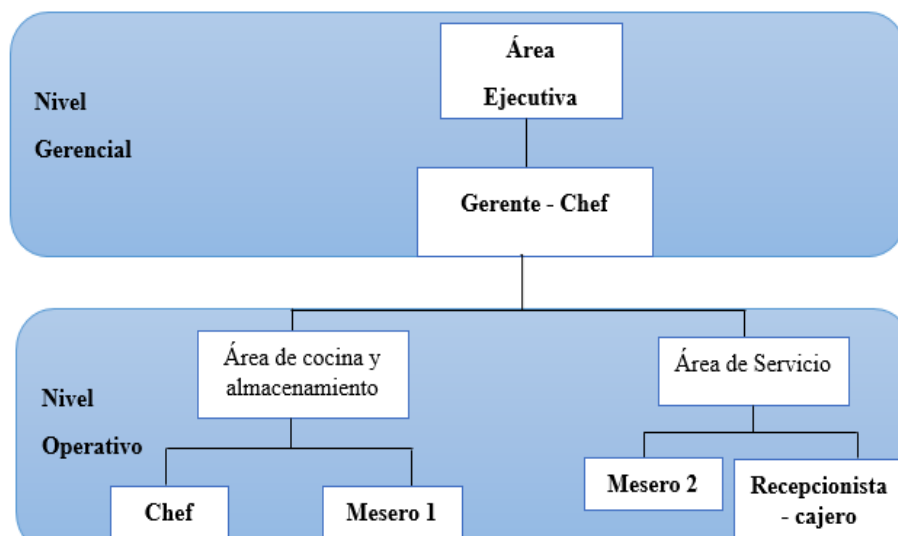 Área
Ejecutiva
Nivel
Gerencial
Gerente - Chef
Área de cocina y
almacenamiento
Área de Servicio
Nivel
Operativo
Chef
Mesero 1
Mesero 2
Recepcionista
- cajero